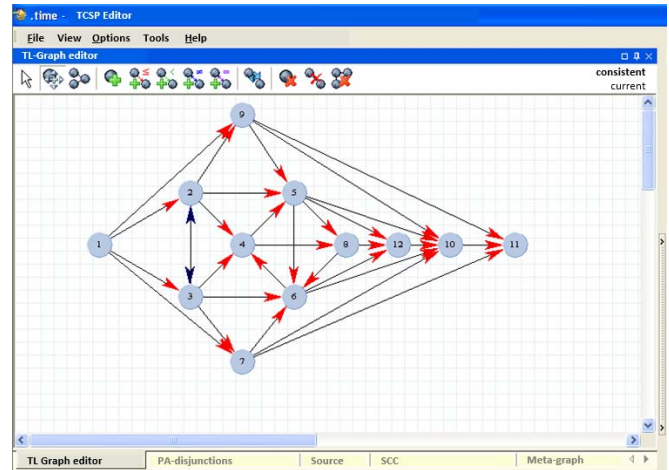 .time - TCSP Editor
File View Options Tools Help
TL-Graph editor
consistent
current
9
2 5
1 4 8 12 10 11
3 6
7
TL Graph editor PA-disjunctions Source SCC Meta-graph